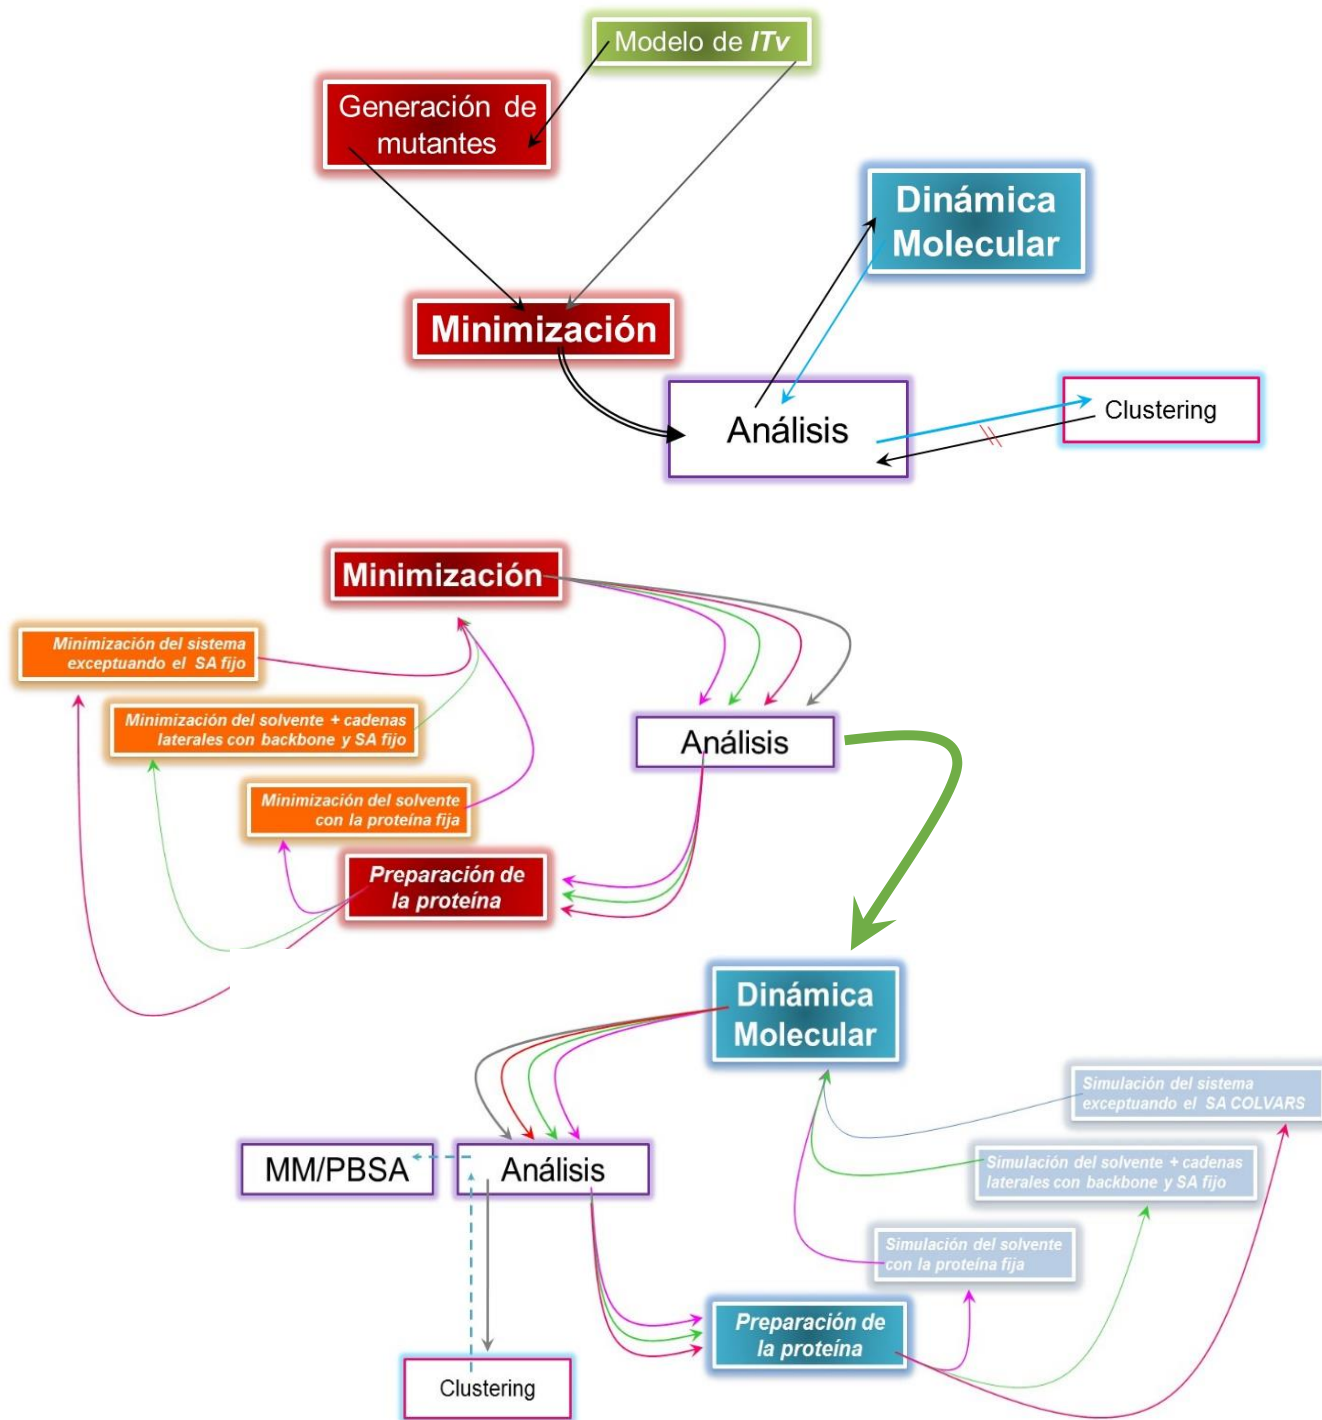 Modelo de ITv
Generación de
mutantes
Dinámica
Molecular
Minimización
Análisis
Clustering
Minimización
Minimización del sistema
exceptuando el SA fijo
Minimización del solvente + cadenas
laterales con backbone y SA fijo
Análisis
Minimización del solvente
con la proteína fija
Preparación de
la proteína
Dinámica
Molecular
Simulación del sistema
exceptuando el SA COLVARS
MM/PBSA
Análisis
Simulación del solvente + cadenas
laterales con backbone y SA fijo
Simulación del solvente
con la proteína fija
Preparación de
la proteína
Clustering